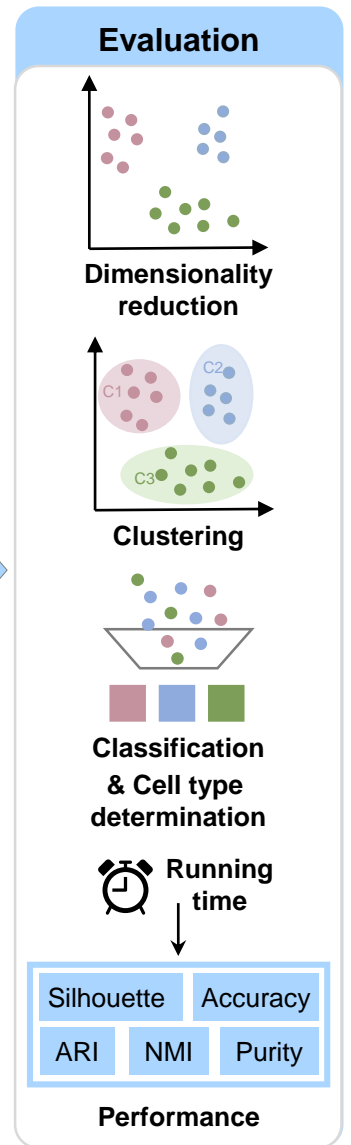 Evaluation
Dimensionality
reduction
C1
C2
C3
Clustering
Classification
& Cell type
determination
Running
time
Silhouette
Accuracy
ARI
NMI
Purity
Performance